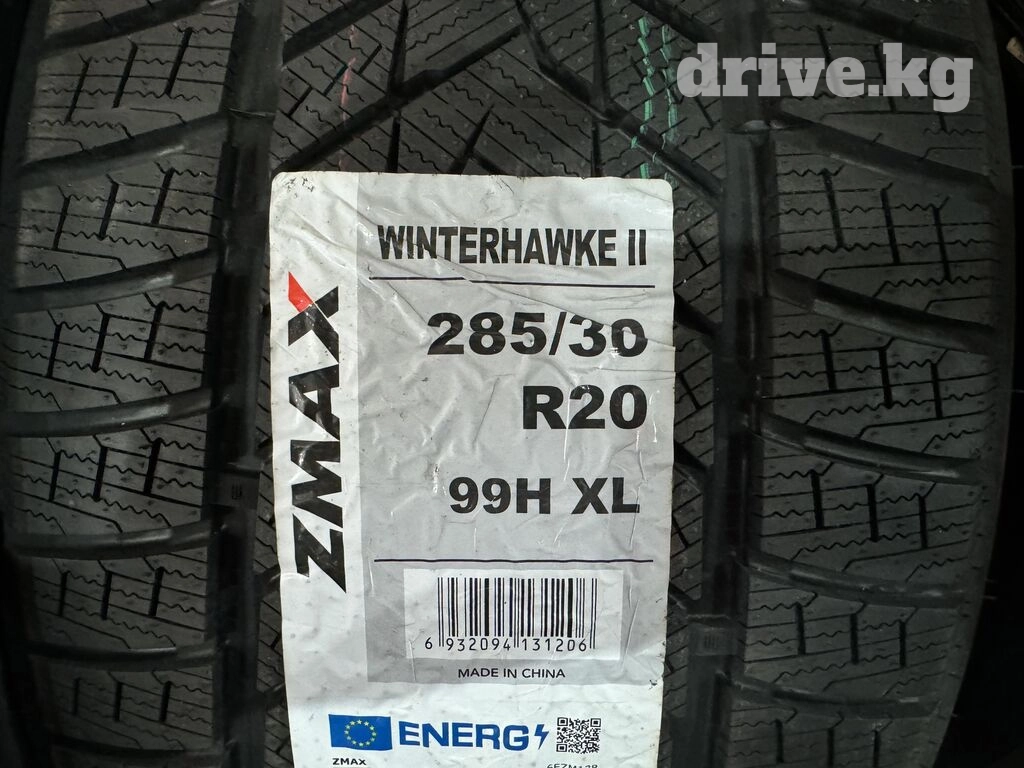 drive.kg
WINTERHAWKE II
ZMAX
285/30
R20
99H XL
6 932094 131206
MADE IN CHINA
ENERG
ZMAX